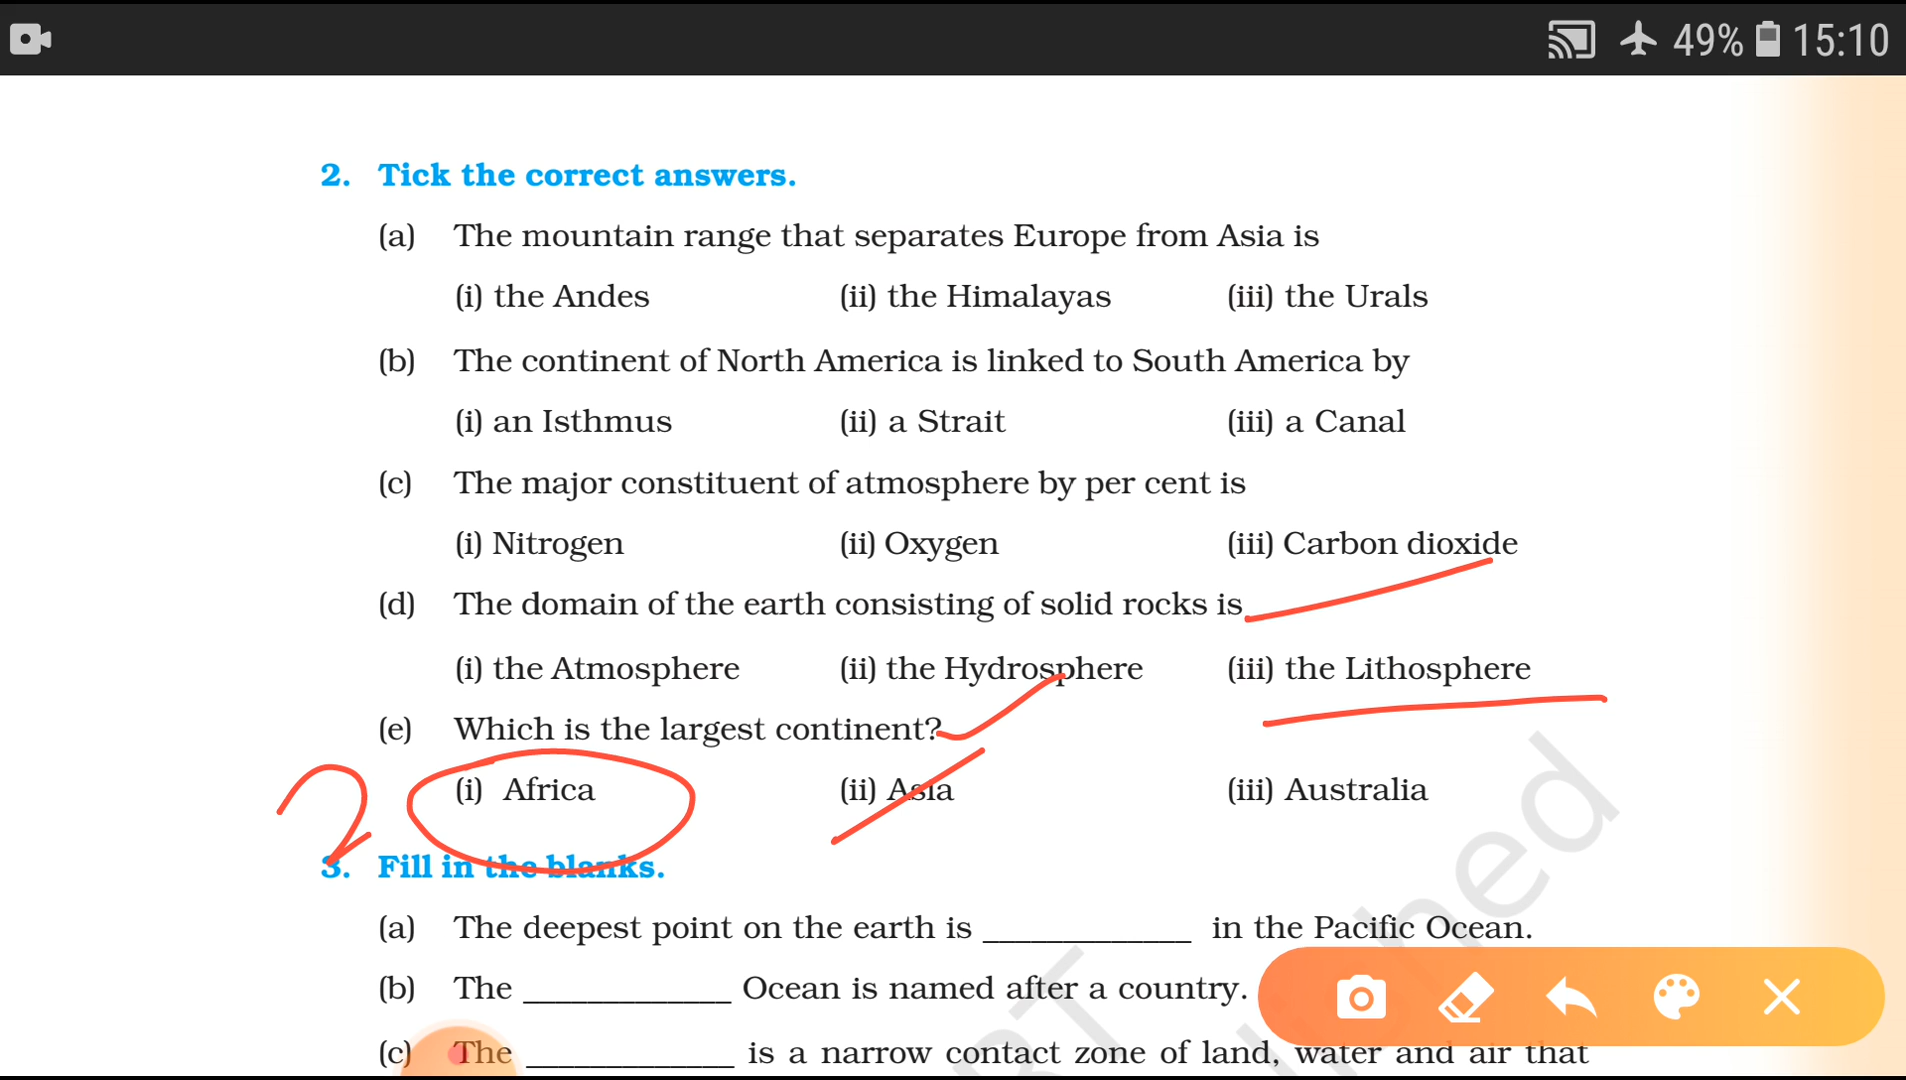 49% 15:10
2. Tick the correct answers.
(a) The mountain range that separates Europe from Asia is
(i) the Andes (ii) the Himalayas (iii) the Urals
(b) The continent of North America is linked to South America by
(i) an Isthmus (ii) a Strait (iii) a Canal
(c) The major constituent of atmosphere by per cent is
(i) Nitrogen (ii) Oxygen (iii) Carbon dioxide
(d) The domain of the earth consisting of solid rocks is
(i) the Atmosphere (ii) the Hydrosphere (iii) the Lithosphere
(e) Which is the largest continent?
(i) Africa (ii) Asia (iii) Australia
2
3. Fill in the blanks.
(a) The deepest point on the earth is _____________ in the Pacific Ocean.
(b) The _____________ Ocean is named after a country.
(c) The _____________ is a narrow contact zone of land, water and air that